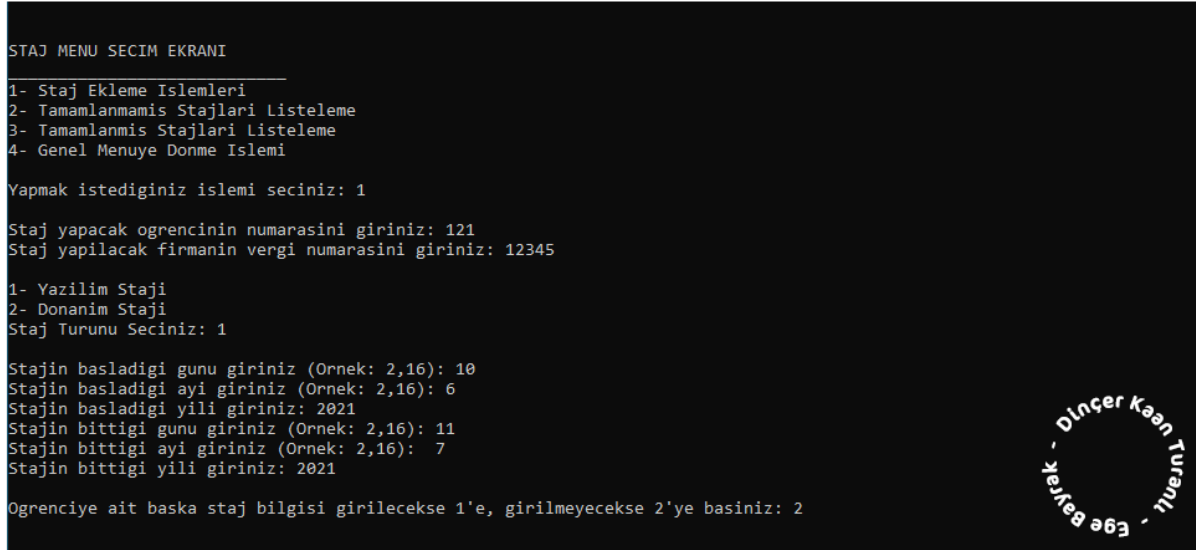 STAJ MENU SECIM EKRANI
____________________________
1- Staj Ekleme Islemleri
2- Tamamlanmamis Stajlari Listeleme
3- Tamamlanmis Stajlari Listeleme
4- Genel Menuye Donme Islemi
Yapmak istediginiz islemi seciniz: 1
Staj yapacak ogrencinin numarasini giriniz: 121
Staj yapilacak firmanin vergi numarasini giriniz: 12345
1- Yazilim Staji
2- Donanim Staji
Staj Turunu Seciniz: 1
Stajin basladigi gunu giriniz (Ornek: 2,16): 10
Stajin basladigi ayi giriniz (Ornek: 2,16): 6
Stajin basladigi yili giriniz: 2021
Stajin bittigi gunu giriniz (Ornek: 2,16): 11
Stajin bittigi ayi giriniz (Ornek: 2,16):  7
Stajin bittigi yili giriniz: 2021
Ogrenciye ait baska staj bilgisi girilecekse 1'e, girilmeyecekse 2'ye basiniz: 2
Dinçer Kaan Turanlı - Ege Bayrak -